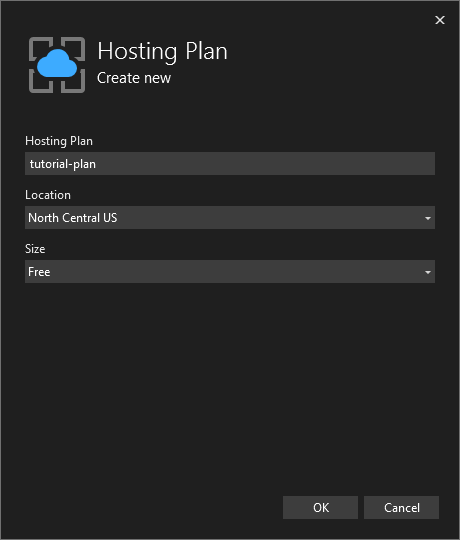 Hosting Plan
Create new
Hosting Plan
tutorial-plan
Location
North Central US
Size
Free
OK Cancel